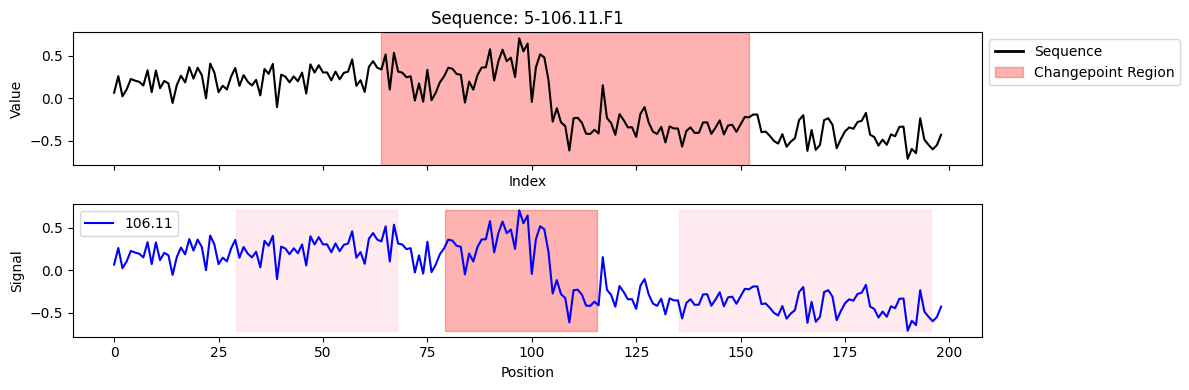 Sequence: 5-106.11.F1
Value
0.5
0.0
−0.5
Index
Sequence
Changepoint Region
Signal
0.5
0.0
−0.5
106.11
0 25 50 75 100 125 150 175 200
Position